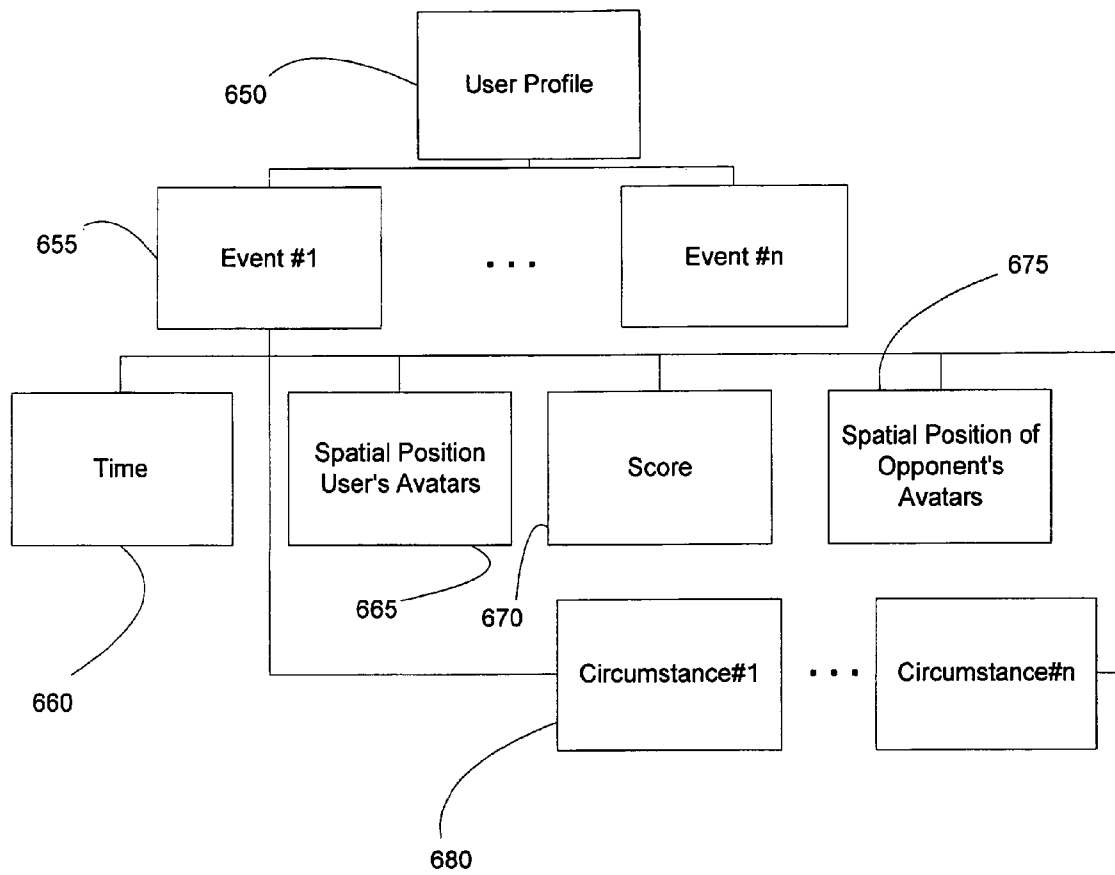 User Profile
650
655
Event #1
. . .
Event #n
675
Time
Spatial Position
User's Avatars
Score
Spatial Position of
Opponent's
Avatars
665
670
660
Circumstance#1
. . .
Circumstance#n
680